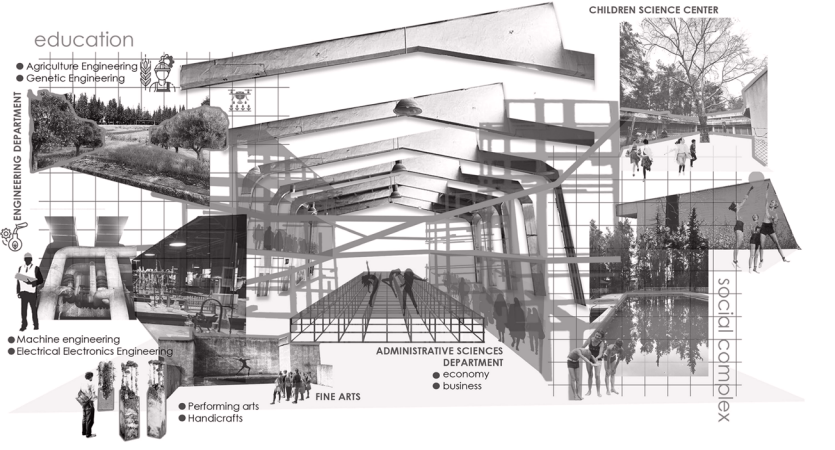 CHILDREN SCIENCE CENTER
education
Agriculture Engineering
Genetic Engineering
ENGINEERING DEPARTMENT
Machine engineering
Electrical Electronics Engineering
ADMINISTRATIVE SCIENCES
DEPARTMENT
economy
business
FINE ARTS
Performing arts
Handicrafts
social complex